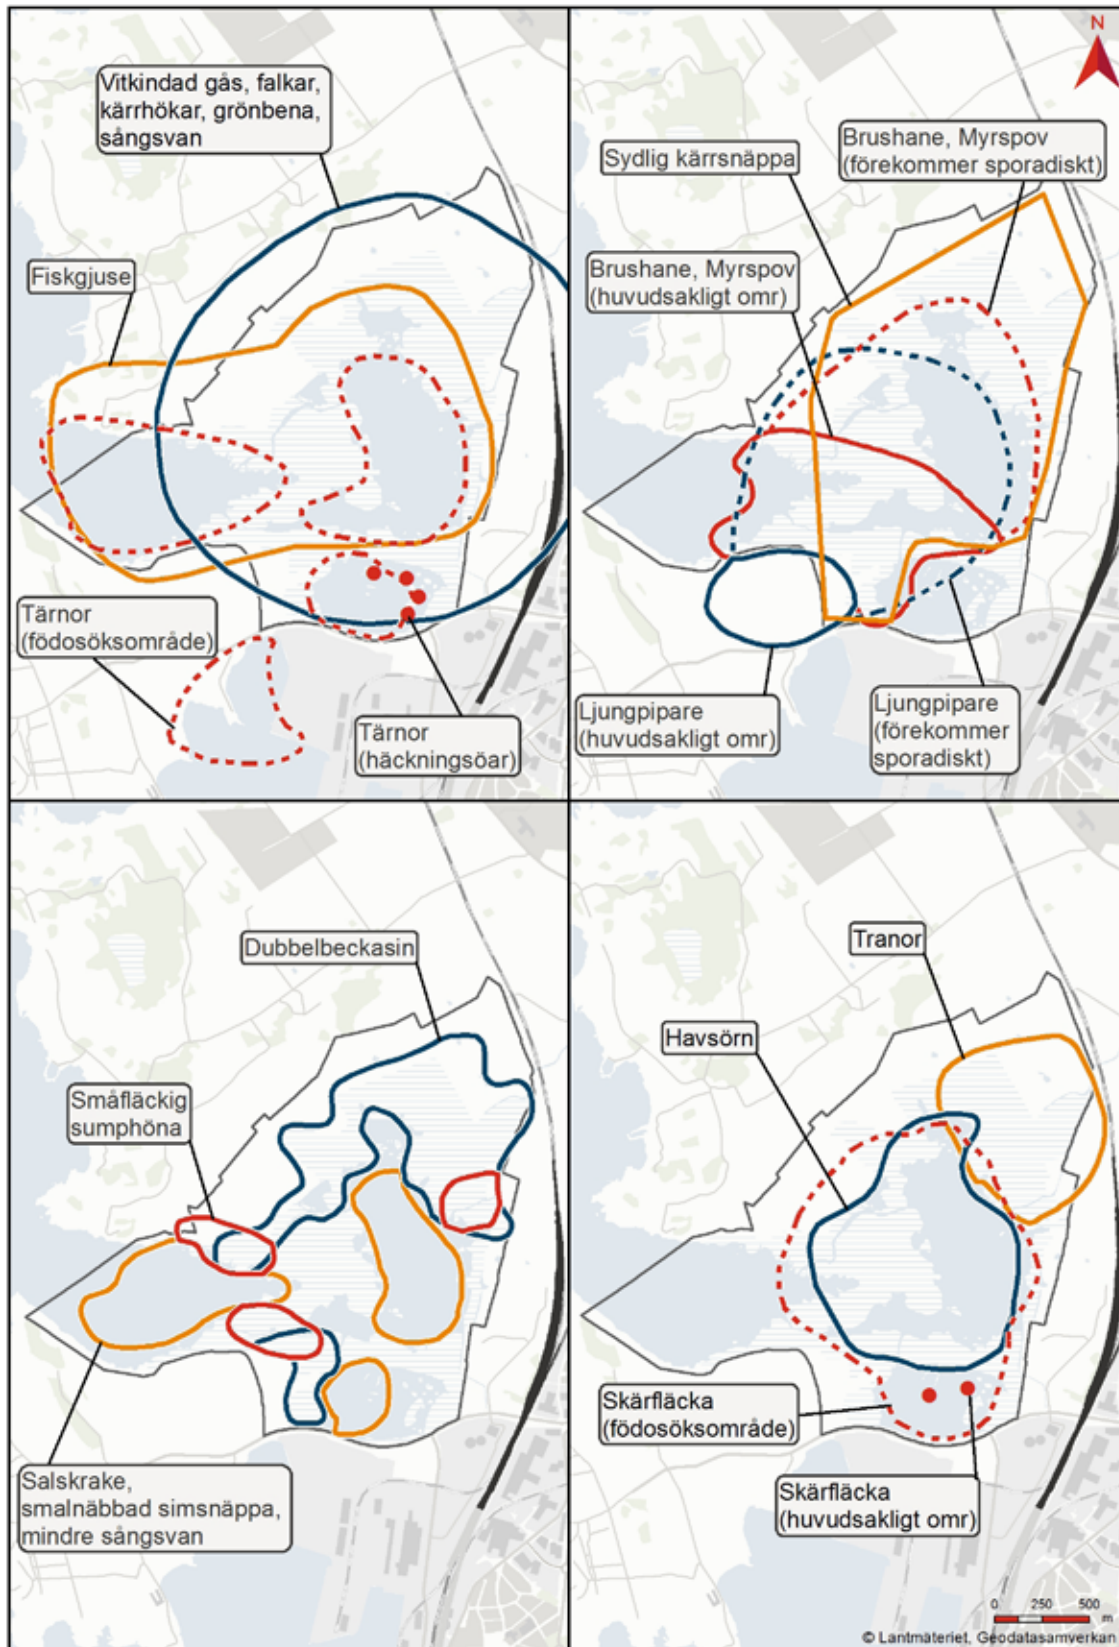 Vitkindad gås, falkar,
kärrhökar, grönbena,
sångsvan
Fiskgjuse
Tärnor
(födosöksområde)
Tärnor
(häckningsöar)
N
Sydlig kärrsnäppa
Brushane, Myrspov
(förekommer sporadiskt)
Brushane, Myrspov
(huvudsakligt omr)
Ljungpipare
(huvudsakligt omr)
Ljungpipare
(förekommer
sporadiskt)
Dubbelbeckasin
Småfläckig
sumphöna
Salskrake,
smalnäbbad simsnäppa,
mindre sångsvan
Tranor
Havsörn
Skärfläcka
(födosöksområde)
Skärfläcka
(huvudsakligt omr)
0 250 500
m
© Lantmäteriet, Geodatasamverkan